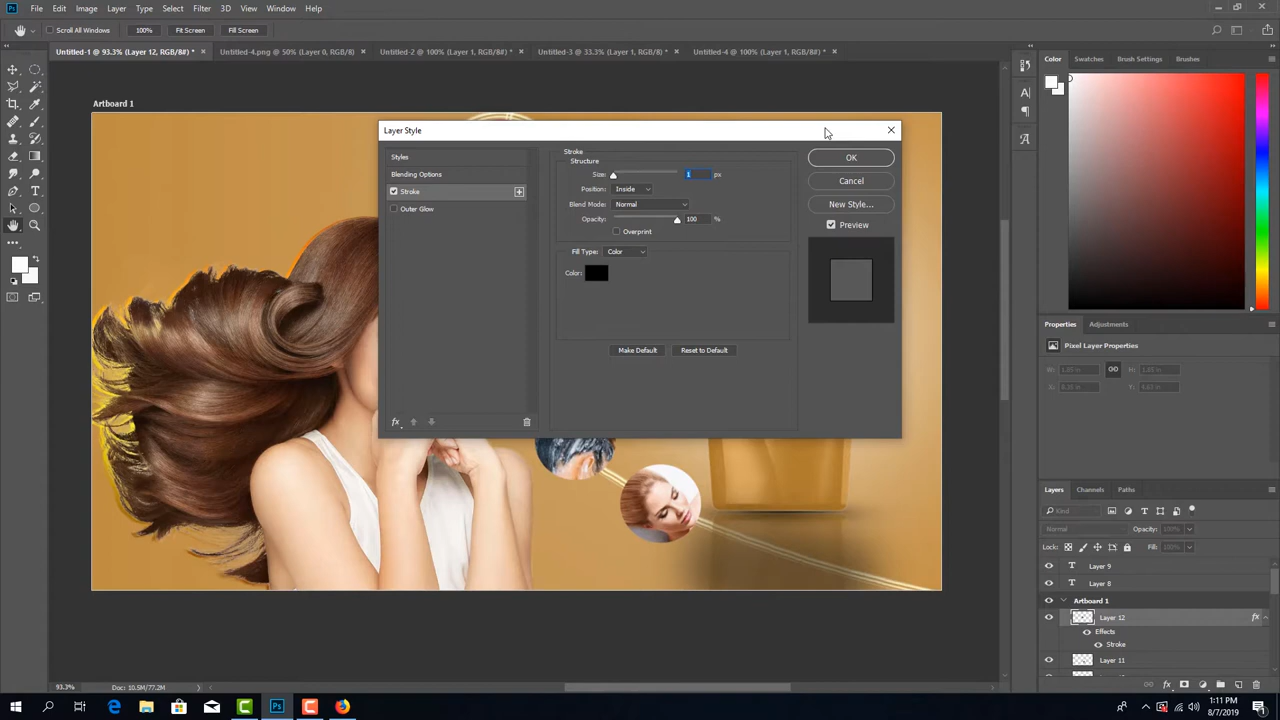 Ps File Edit Image Layer Type Select Filter 3D View Window Help
Scroll All Windows 100% Fit Screen Fill Screen
Untitled-1 @ 93.3% (Layer 12, RGB/8#) * × Untitled-4.png @ 50% (Layer 0, RGB/8) × Untitled-2 @ 100% (Layer 1, RGB/8#) * × Untitled-3 @ 33.3% (Layer 1, RGB/8) * × Untitled-4 @ 100% (Layer 1, RGB/8#) * ×
Color Swatches Brush Settings Brushes
Artboard 1
Layer Style
Styles
Blending Options
Stroke
Outer Glow
fx
Stroke
Structure
Size: 1 px
Position: Inside
Blend Mode: Normal
Opacity: 100 %
Overprint
Fill Type: Color
Color:
Make Default Reset to Default
OK
Cancel
New Style...
Preview
Properties Adjustments
Pixel Layer Properties
Layers Channels Paths
Kind
Normal Opacity: 100%
Lock: Fill: 100%
Layer 9
Layer 8
Artboard 1
Layer 12 fx
Effects
Stroke
Layer 11
93.3% Doc: 10.5M/77.2M
1:11 PM
8/7/2019